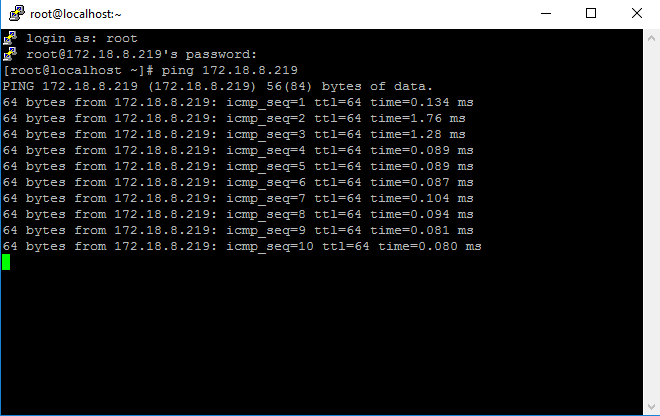 root@localhost:~
login as: root
root@172.18.8.219's password:
[root@localhost ~]# ping 172.18.8.219
PING 172.18.8.219 (172.18.8.219) 56(84) bytes of data.
64 bytes from 172.18.8.219: icmp_seq=1 ttl=64 time=0.134 ms
64 bytes from 172.18.8.219: icmp_seq=2 ttl=64 time=1.76 ms
64 bytes from 172.18.8.219: icmp_seq=3 ttl=64 time=1.28 ms
64 bytes from 172.18.8.219: icmp_seq=4 ttl=64 time=0.089 ms
64 bytes from 172.18.8.219: icmp_seq=5 ttl=64 time=0.089 ms
64 bytes from 172.18.8.219: icmp_seq=6 ttl=64 time=0.087 ms
64 bytes from 172.18.8.219: icmp_seq=7 ttl=64 time=0.104 ms
64 bytes from 172.18.8.219: icmp_seq=8 ttl=64 time=0.094 ms
64 bytes from 172.18.8.219: icmp_seq=9 ttl=64 time=0.081 ms
64 bytes from 172.18.8.219: icmp_seq=10 ttl=64 time=0.080 ms